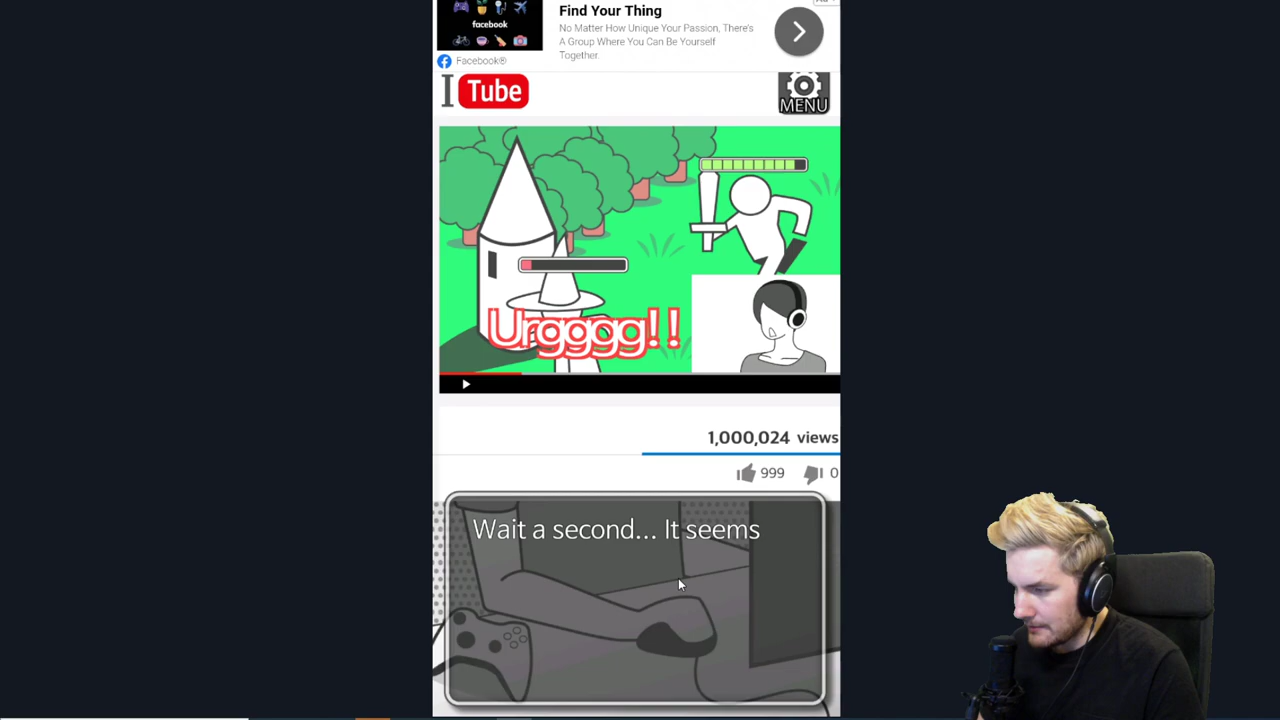 Find Your Thing
No Matter How Unique Your Passion, There's
A Group Where You Can Be Yourself
Together.
facebook
Facebook®
I Tube
MENU
Urgggg!!
1,000,024 views
999
0
Wait a second... It seems